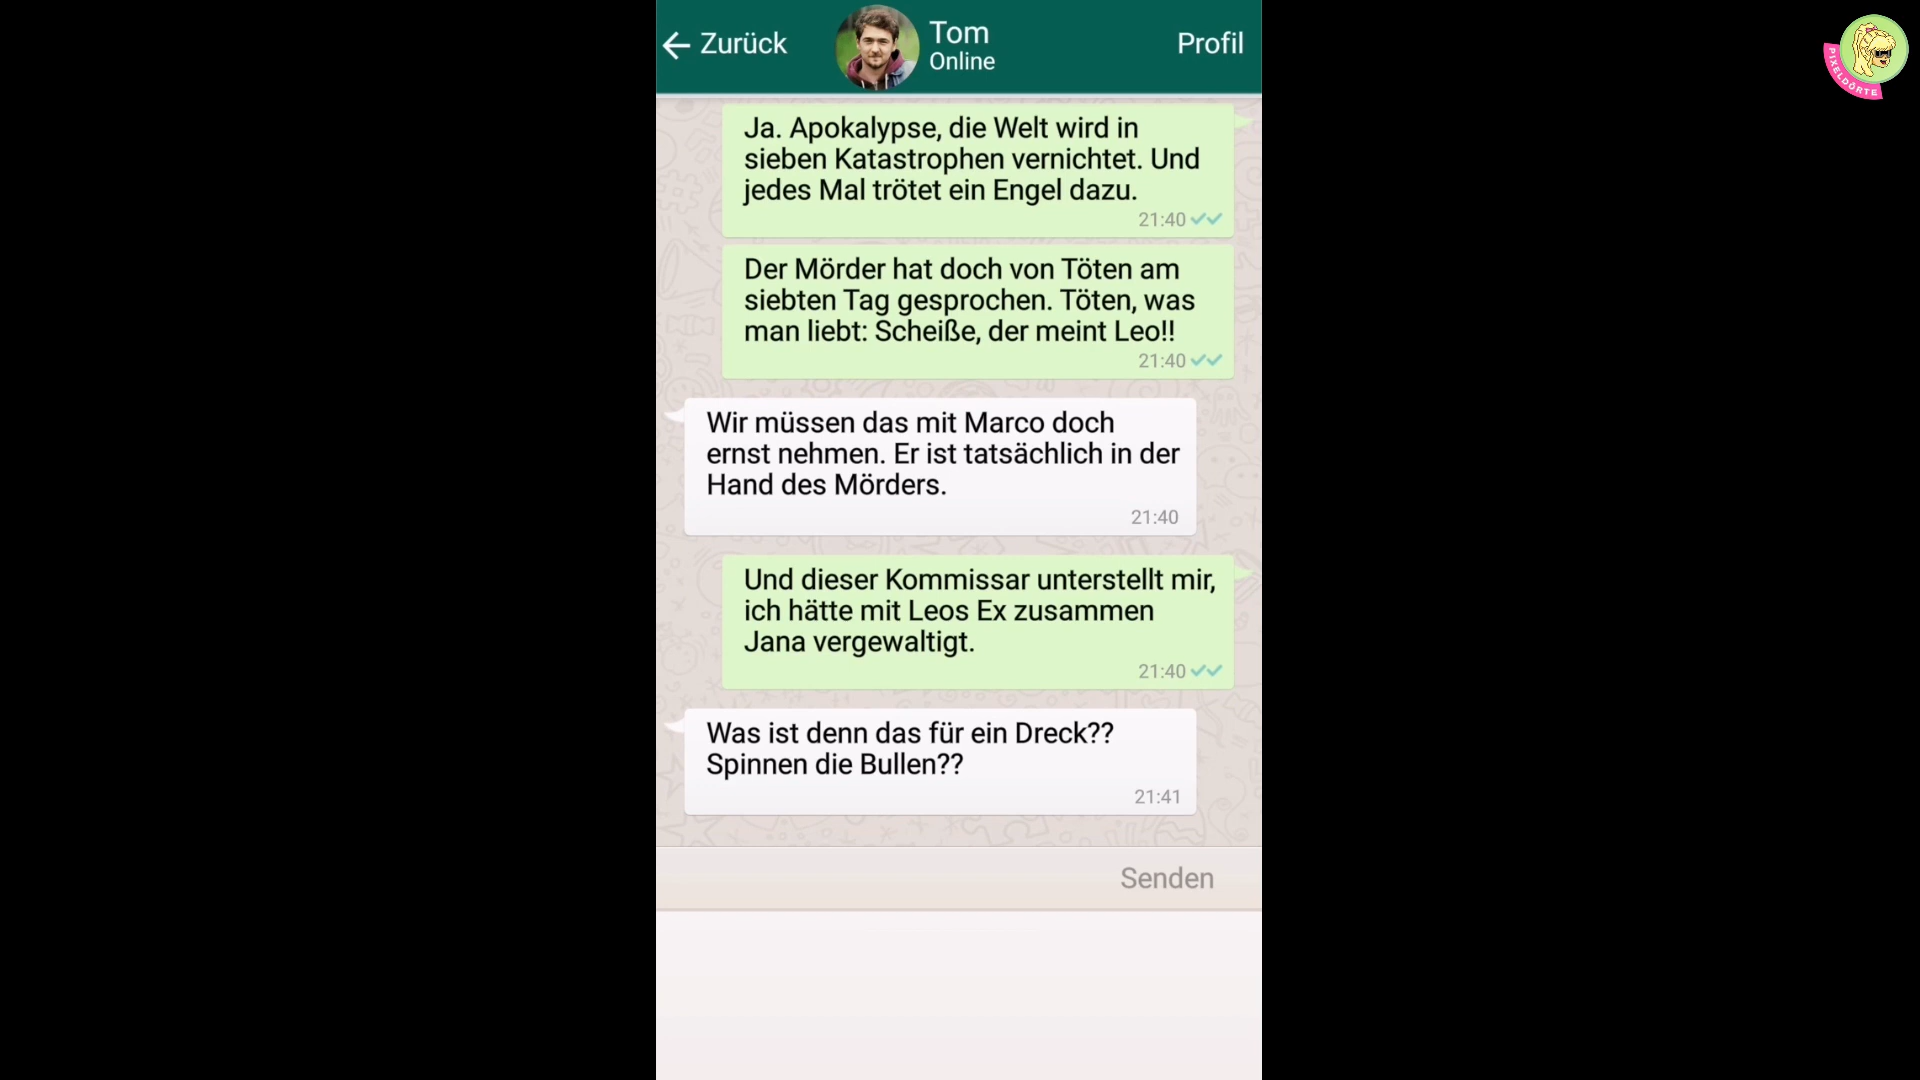 Zurück
Tom
Online
Profil
PIXELDÖRTE
Ja. Apokalypse, die Welt wird in
sieben Katastrophen vernichtet. Und
jedes Mal trötet ein Engel dazu.
21:40
Der Mörder hat doch von Töten am
siebten Tag gesprochen. Töten, was
man liebt: Scheiße, der meint Leo!!
21:40
Wir müssen das mit Marco doch
ernst nehmen. Er ist tatsächlich in der
Hand des Mörders.
21:40
Und dieser Kommissar unterstellt mir,
ich hätte mit Leos Ex zusammen
Jana vergewaltigt.
21:40
Was ist denn das für ein Dreck??
Spinnen die Bullen??
21:41
Senden